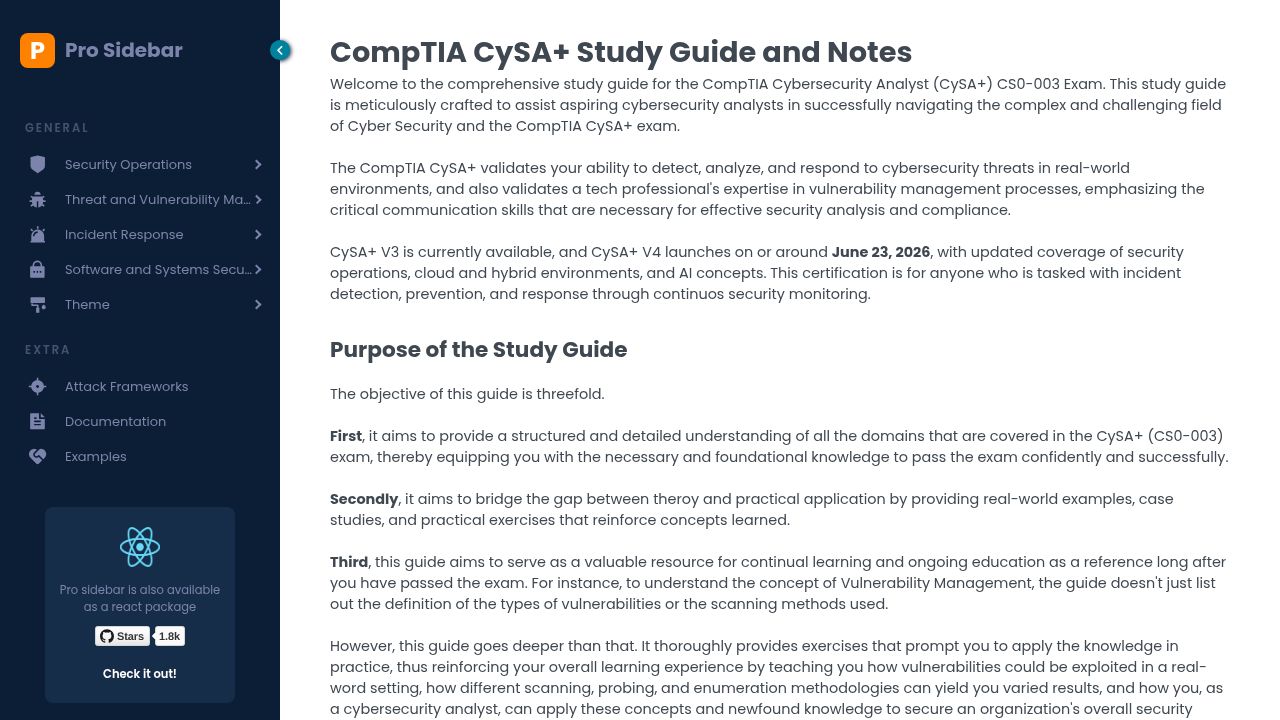 P
Pro Sidebar
GENERAL
Security Operations
Threat and Vulnerability Ma...
Incident Response
Software and Systems Secu...
Theme
EXTRA
Attack Frameworks
Documentation
Examples
Pro sidebar is also available
as a react package
Stars 1.8k
Check it out!
CompTIA CySA+ Study Guide and Notes
Welcome to the comprehensive study guide for the CompTIA Cybersecurity Analyst (CySA+) CS0-003 Exam. This study guide
is meticulously crafted to assist aspiring cybersecurity analysts in successfully navigating the complex and challenging field
of Cyber Security and the CompTIA CySA+ exam.
The CompTIA CySA+ validates your ability to detect, analyze, and respond to cybersecurity threats in real-world
environments, and also validates a tech professional's expertise in vulnerability management processes, emphasizing the
critical communication skills that are necessary for effective security analysis and compliance.
CySA+ V3 is currently available, and CySA+ V4 launches on or around June 23, 2026, with updated coverage of security
operations, cloud and hybrid environments, and AI concepts. This certification is for anyone who is tasked with incident
detection, prevention, and response through continuos security monitoring.
Purpose of the Study Guide
The objective of this guide is threefold.
First, it aims to provide a structured and detailed understanding of all the domains that are covered in the CySA+ (CS0-003)
exam, thereby equipping you with the necessary and foundational knowledge to pass the exam confidently and successfully.
Secondly, it aims to bridge the gap between theroy and practical application by providing real-world examples, case
studies, and practical exercises that reinforce concepts learned.
Third, this guide aims to serve as a valuable resource for continual learning and ongoing education as a reference long after
you have passed the exam. For instance, to understand the concept of Vulnerability Management, the guide doesn't just list
out the definition of the types of vulnerabilities or the scanning methods used.
However, this guide goes deeper than that. It thoroughly provides exercises that prompt you to apply the knowledge in
practice, thus reinforcing your overall learning experience by teaching you how vulnerabilities could be exploited in a real-
word setting, how different scanning, probing, and enumeration methodologies can yield you varied results, and how you, as
a cybersecurity analyst, can apply these concepts and newfound knowledge to secure an organization's overall security